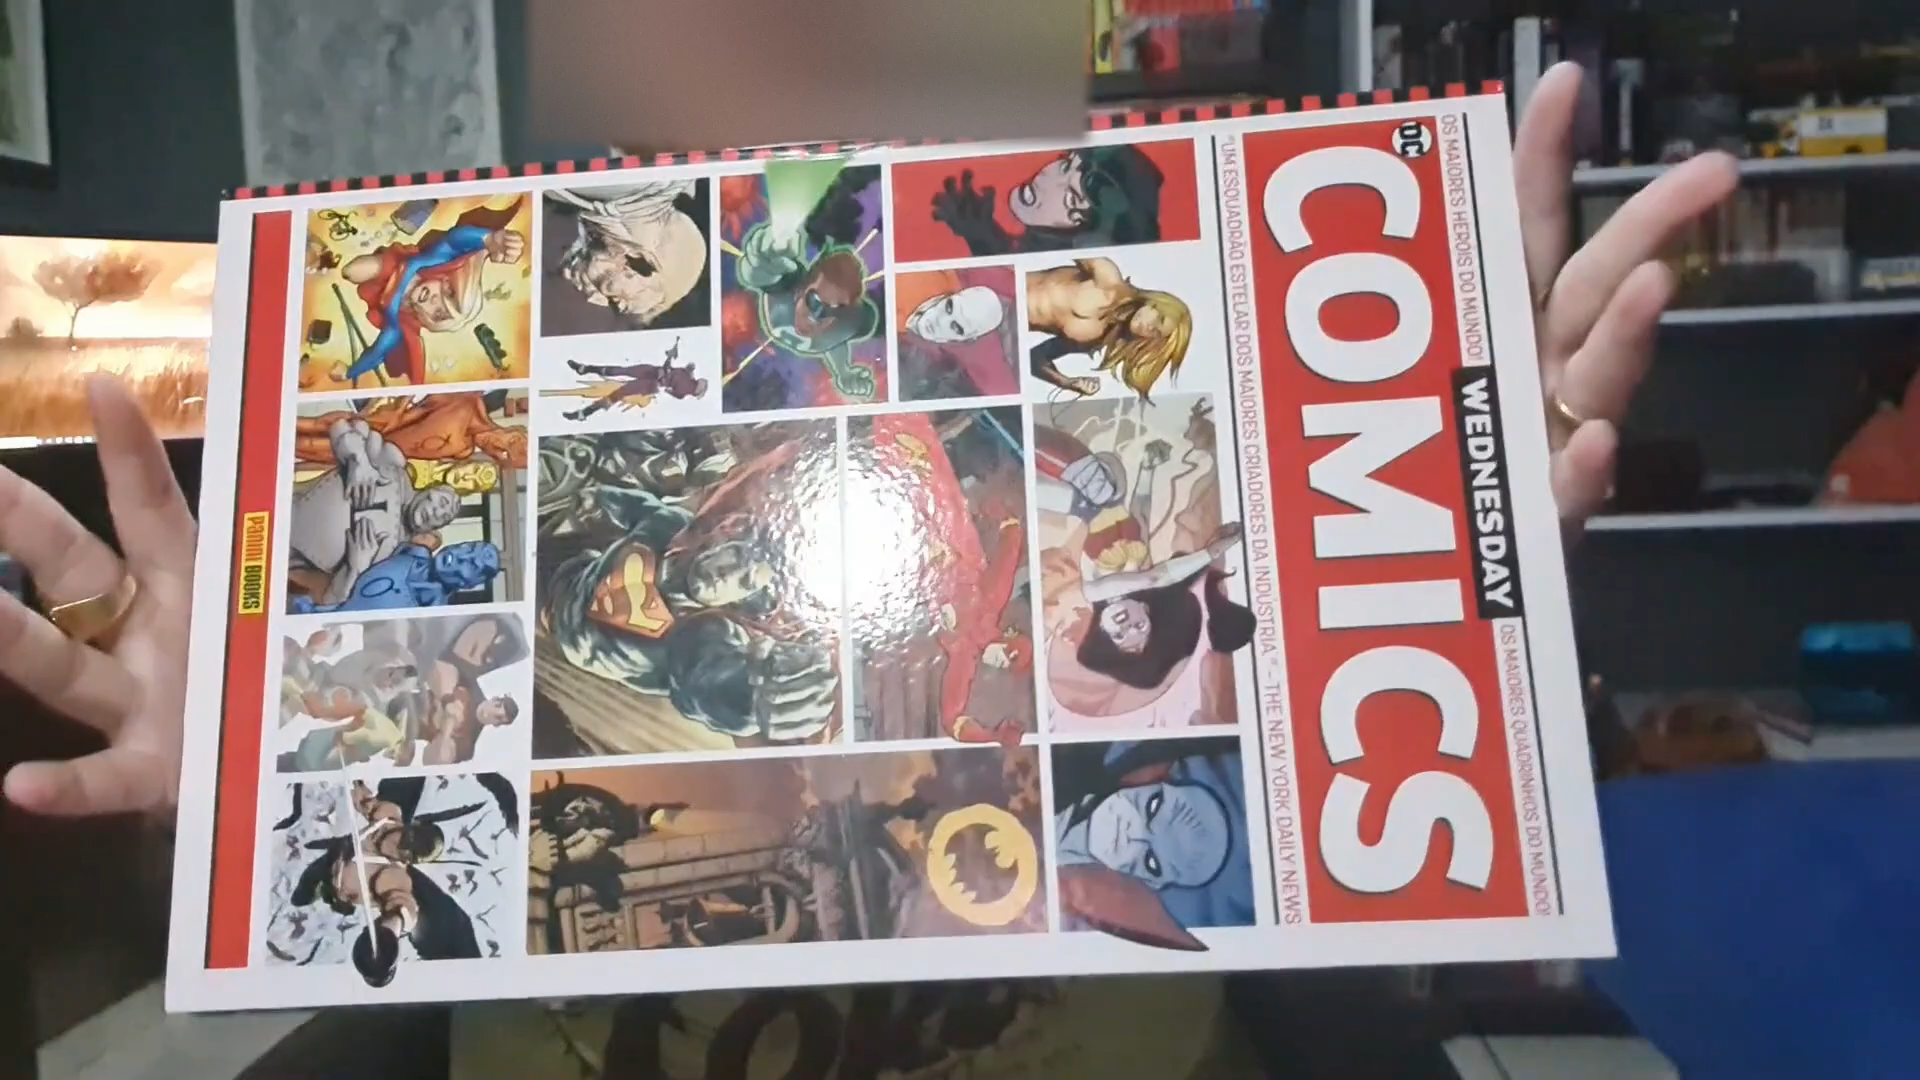 OS MAIORES HERÓIS DO MUNDO!
WEDNESDAY
OS MAIORES QUADRINHOS DO MUNDO!
DC
COMICS
"UM ESQUADRÃO ESTELAR DOS MAIORES CRIADORES DA INDÚSTRIA." – THE NEW YORK DAILY NEWS
PANINI BOOKS